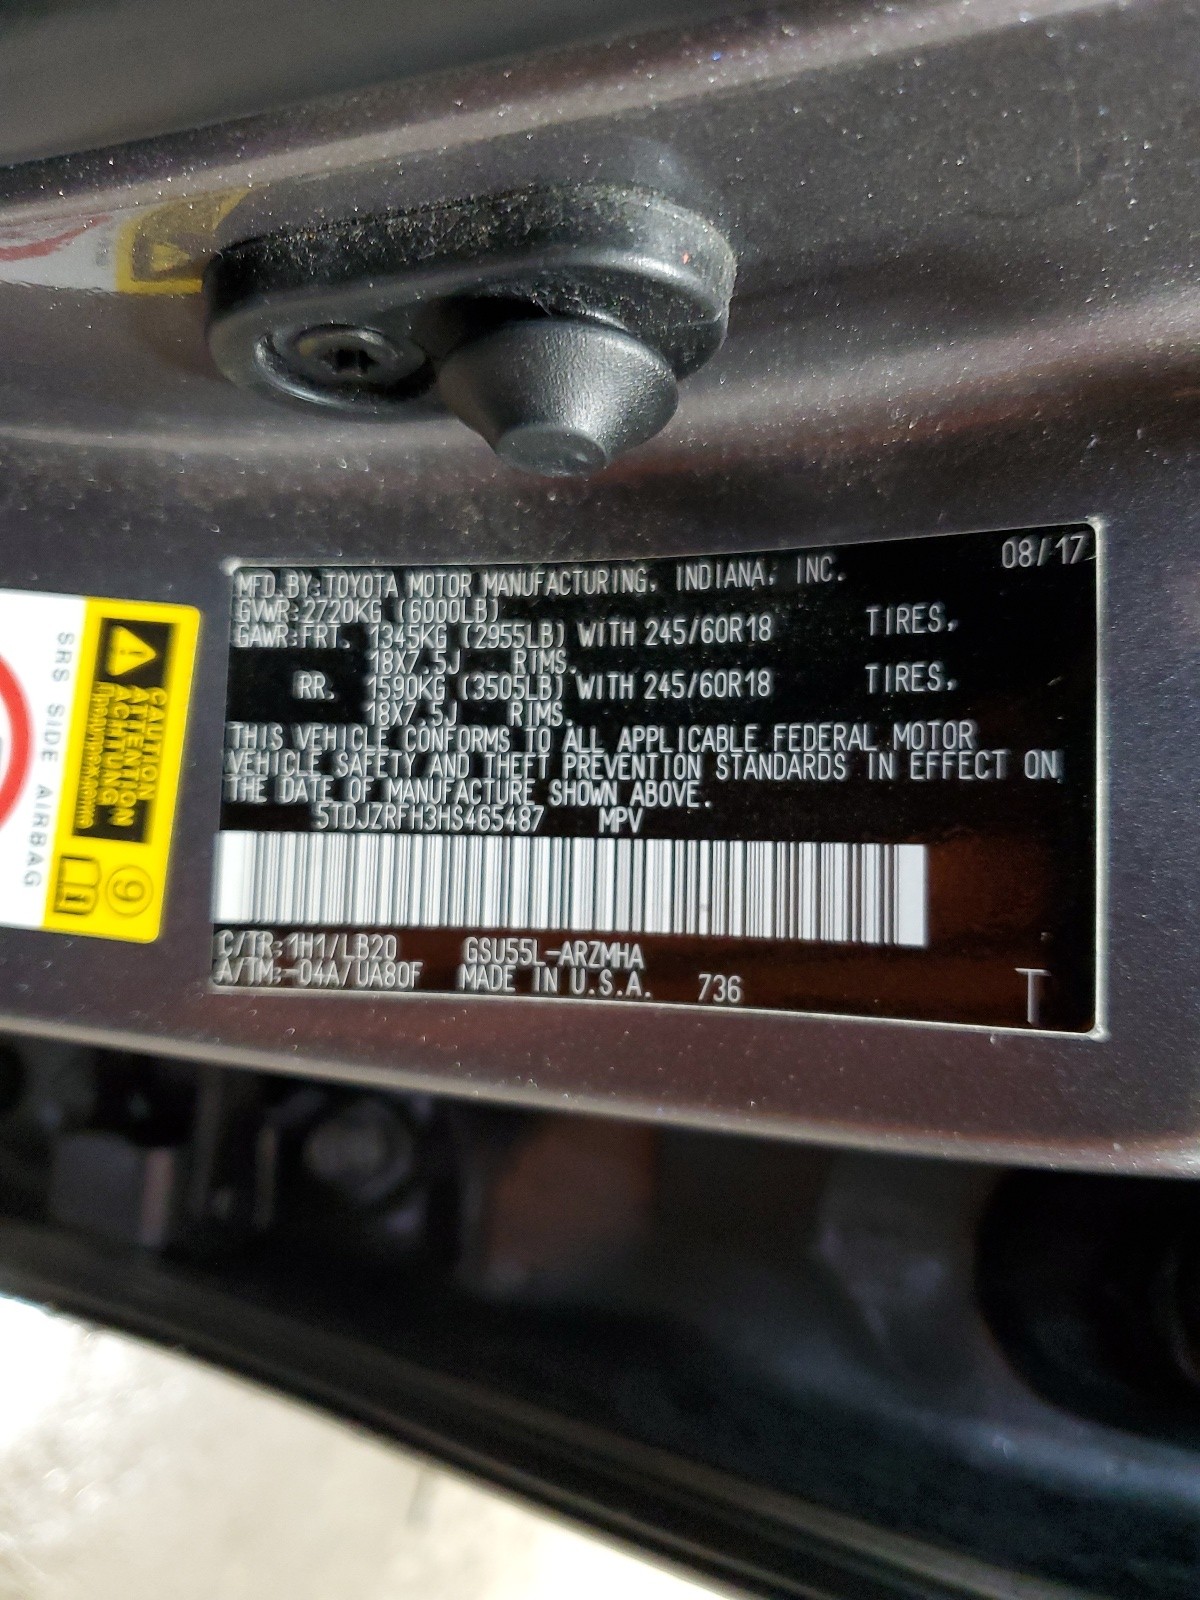 08/17
MFD.BY:TOYOTA MOTOR MANUFACTURING, INDIANA, INC.
GVWR:2720KG (6000LB)
GAWR:FRT. 1345KG (2955LB) WITH 245/60R18 TIRES,
18X7.5J RIMS.
RR. 1590KG (3505LB) WITH 245/60R18 TIRES,
18X7.5J RIMS.
THIS VEHICLE CONFORMS TO ALL APPLICABLE FEDERAL MOTOR
VEHICLE SAFETY AND THEFT PREVENTION STANDARDS IN EFFECT ON
THE DATE OF MANUFACTURE SHOWN ABOVE.
5TDJZRFH3HS465487 MPV
C/TR:1H1/LB20 GSU55L-ARZMHA
A/TM:-04A/UA80F MADE IN U.S.A. 736
T
CAUTION
ATTENTION
ACHTUNG
Предупреждение
9
SRS SIDE AIRBAG